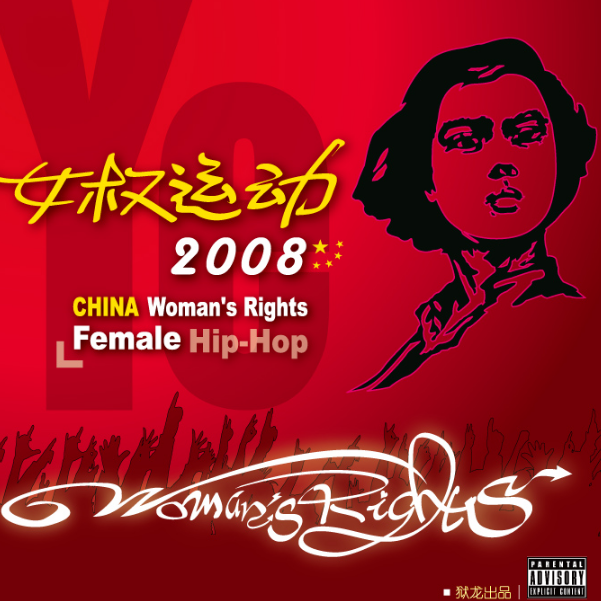 YO
女权运动
2008
CHINA Woman's Rights
Female Hip-Hop
Woman's Rights
狱龙出品
PARENTAL
ADVISORY
EXPLICIT CONTENT